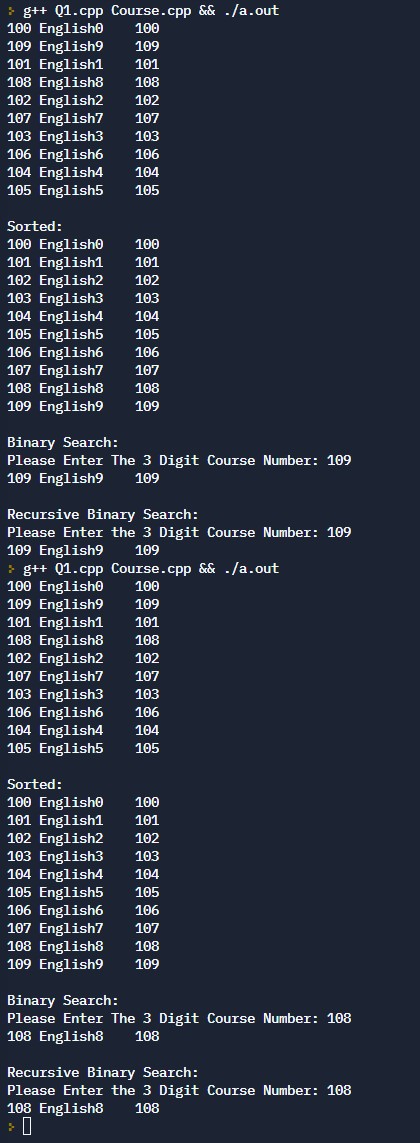 > g++ Q1.cpp Course.cpp && ./a.out
100 English0    100
109 English9    109
101 English1    101
108 English8    108
102 English2    102
107 English7    107
103 English3    103
106 English6    106
104 English4    104
105 English5    105

Sorted:
100 English0    100
101 English1    101
102 English2    102
103 English3    103
104 English4    104
105 English5    105
106 English6    106
107 English7    107
108 English8    108
109 English9    109

Binary Search:
Please Enter The 3 Digit Course Number: 109
109 English9    109

Recursive Binary Search:
Please Enter the 3 Digit Course Number: 109
109 English9    109
> g++ Q1.cpp Course.cpp && ./a.out
100 English0    100
109 English9    109
101 English1    101
108 English8    108
102 English2    102
107 English7    107
103 English3    103
106 English6    106
104 English4    104
105 English5    105

Sorted:
100 English0    100
101 English1    101
102 English2    102
103 English3    103
104 English4    104
105 English5    105
106 English6    106
107 English7    107
108 English8    108
109 English9    109

Binary Search:
Please Enter The 3 Digit Course Number: 108
108 English8    108

Recursive Binary Search:
Please Enter the 3 Digit Course Number: 108
108 English8    108
>